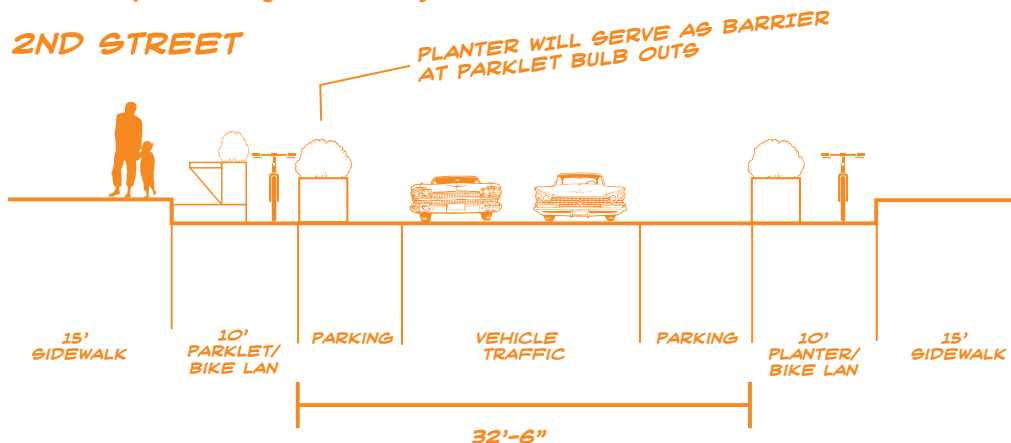 2ND STREET
PLANTER WILL SERVE AS BARRIER
AT PARKLET BULB OUTS
15'
SIDEWALK
10'
PARKLET/
BIKE LAN
PARKING
VEHICLE
TRAFFIC
PARKING
10'
PLANTER/
BIKE LAN
15'
SIDEWALK
32'-6"